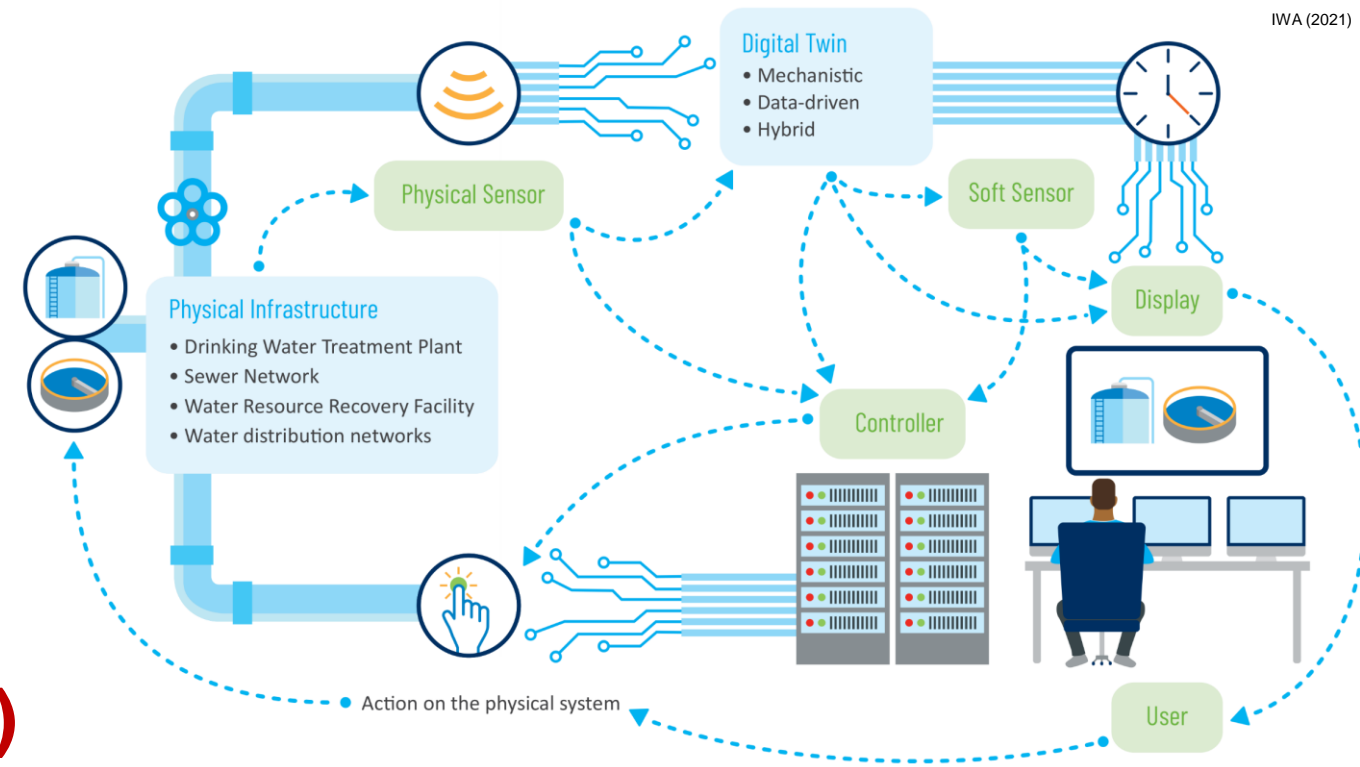 IWA (2021)
Digital Twin
• Mechanistic
• Data-driven
• Hybrid
Physical Sensor
Soft Sensor
Physical Infrastructure
• Drinking Water Treatment Plant
• Sewer Network
• Water Resource Recovery Facility
• Water distribution networks
Display
Controller
Action on the physical system
User
)